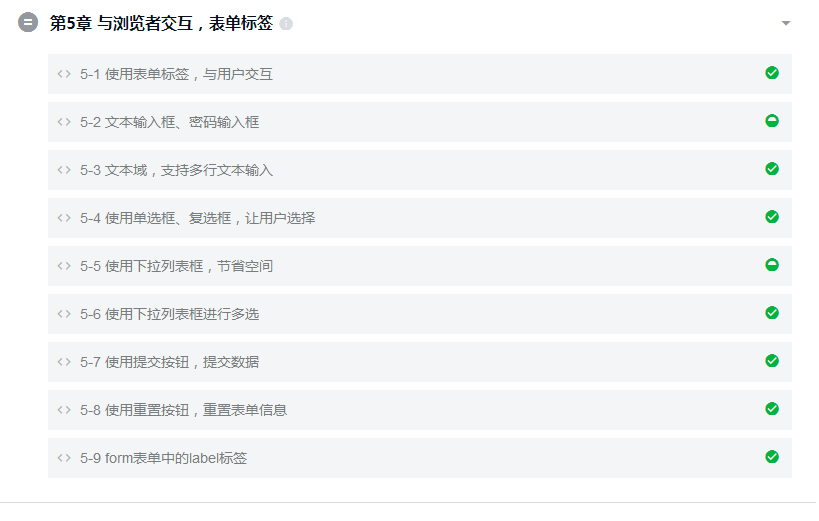 第5章 与浏览者交互，表单标签
5-1 使用表单标签，与用户交互
5-2 文本输入框、密码输入框
5-3 文本域，支持多行文本输入
5-4 使用单选框、复选框，让用户选择
5-5 使用下拉列表框，节省空间
5-6 使用下拉列表框进行多选
5-7 使用提交按钮，提交数据
5-8 使用重置按钮，重置表单信息
5-9 form表单中的label标签